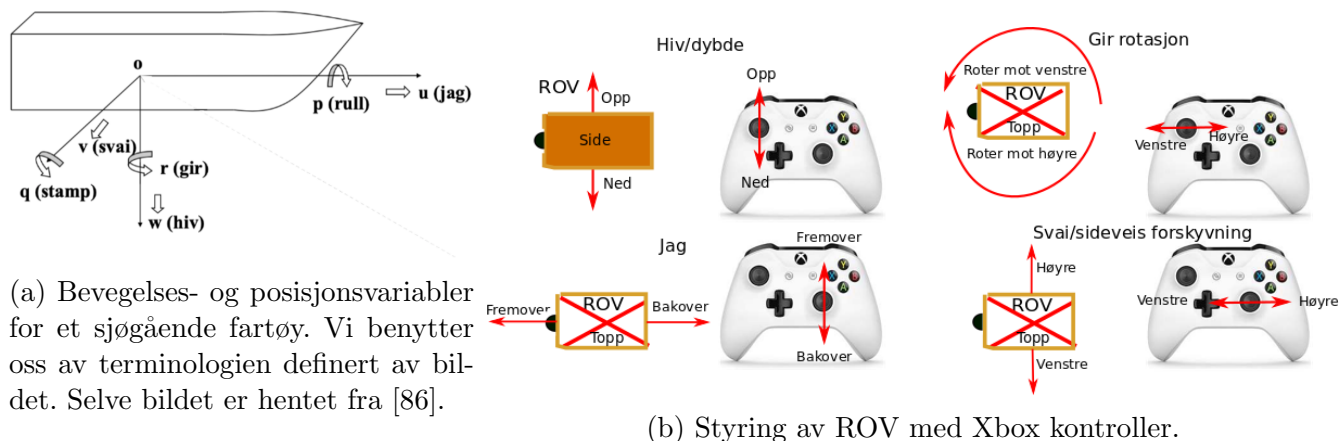 o
p (rull)
u (jag)
v (svai)
r (gir)
q (stamp)
w (hiv)
(a) Bevegelses- og posisjonsvariabler
for et sjøgående fartøy. Vi benytter
oss av terminologien definert av bil-
det. Selve bildet er hentet fra [86].
Hiv/dybde
ROV
Opp
Side
Ned
Opp
Ned
X
Y
B
A
Gir rotasjon
Roter mot venstre
ROV
Topp
Roter mot høyre
Venstre
Høyre
X
Y
B
A
Jag
Fremover
ROV
Topp
Bakover
Fremover
Bakover
X
Y
B
A
Svai/sideveis forskyvning
Høyre
ROV
Topp
Venstre
Venstre
Høyre
X
Y
B
A
(b) Styring av ROV med Xbox kontroller.